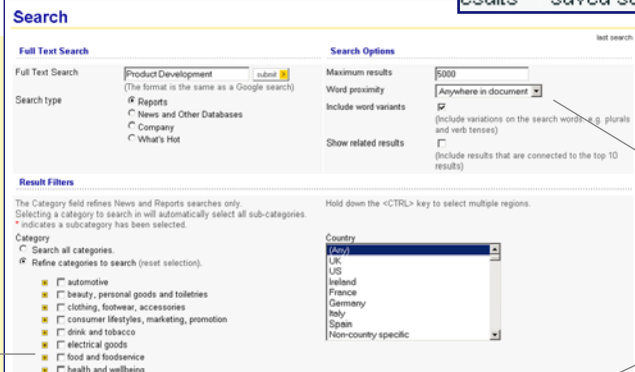 Search
last search
Full Text Search
Search Options
Full Text Search
Product Development
submit
(The format is the same as a Google search)
Search type
Reports
News and Other Databases
Company
What's Hot
Maximum results
5000
Word proximity
Anywhere in document
Include word variants
(Include variations on the search words e.g. plurals
and verb tenses)
Show related results
(Include results that are connected to the top 10
results)
Result Filters
The Category field refines News and Reports searches only.
Selecting a category to search in will automatically select all sub-categories.
* indicates a subcategory has been selected.
Category
Search all categories.
Refine categories to search (reset selection).
automotive
beauty, personal goods and toiletries
clothing, footwear, accessories
consumer lifestyles, marketing, promotion
drink and tobacco
electrical goods
food and foodservice
health and wellbeing
Hold down the <CTRL> key to select multiple regions.
Country
(Any)
UK
US
Ireland
France
Germany
Italy
Spain
Non-country specific